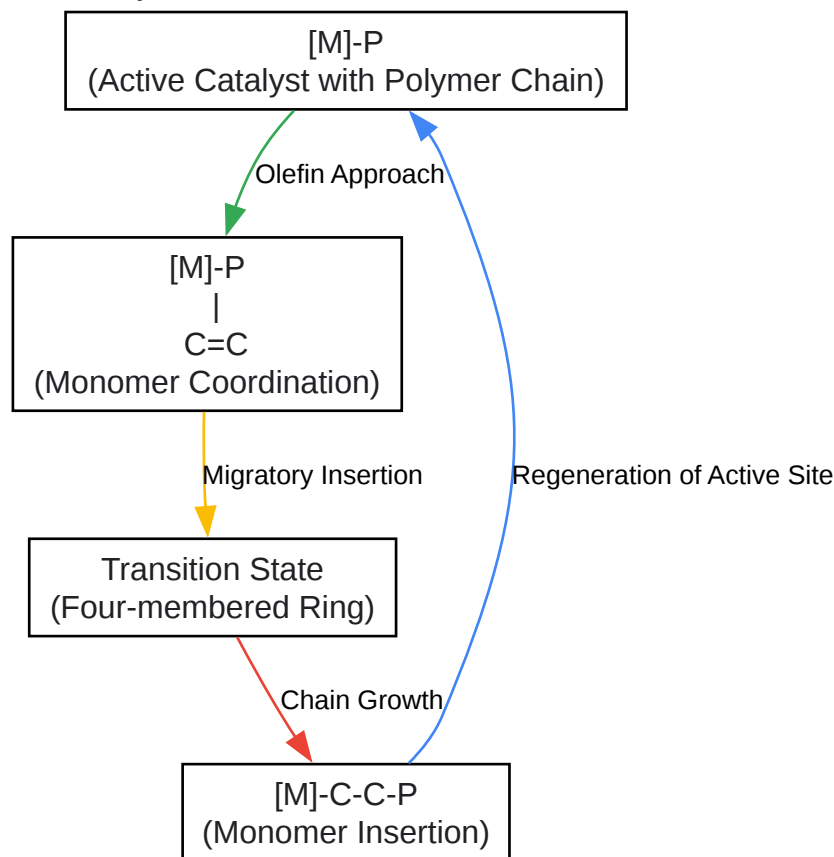 [M]-P
(Active Catalyst with Polymer Chain)
Olefin Approach
[M]-P
|
C=C
(Monomer Coordination)
Migratory Insertion
Regeneration of Active Site
Transition State
(Four-membered Ring)
Chain Growth
[M]-C-C-P
(Monomer Insertion)